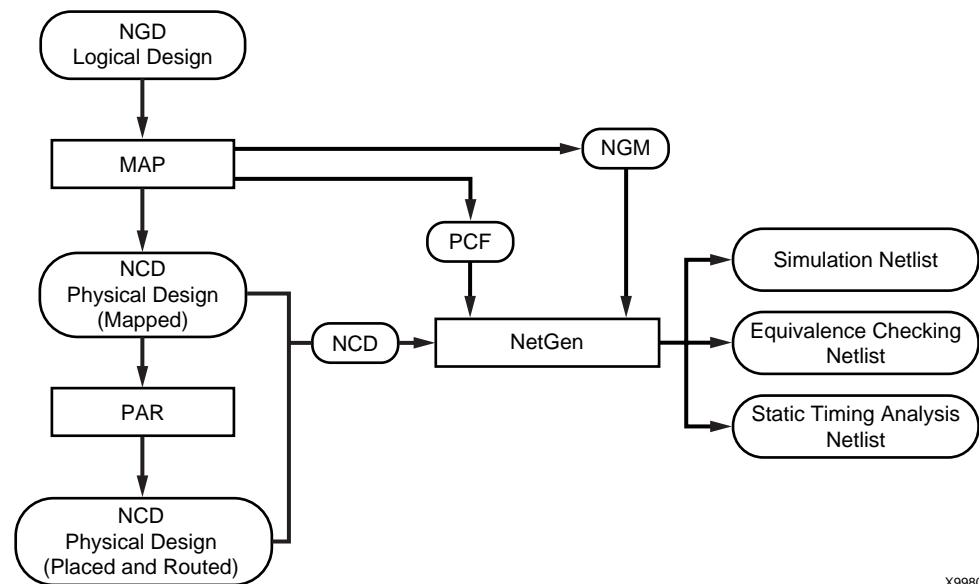 NGD
Logical Design
MAP
NGM
PCF
NCD
Physical Design
(Mapped)
NCD
NetGen
Simulation Netlist
Equivalence Checking
Netlist
Static Timing Analysis
Netlist
PAR
NCD
Physical Design
(Placed and Routed)